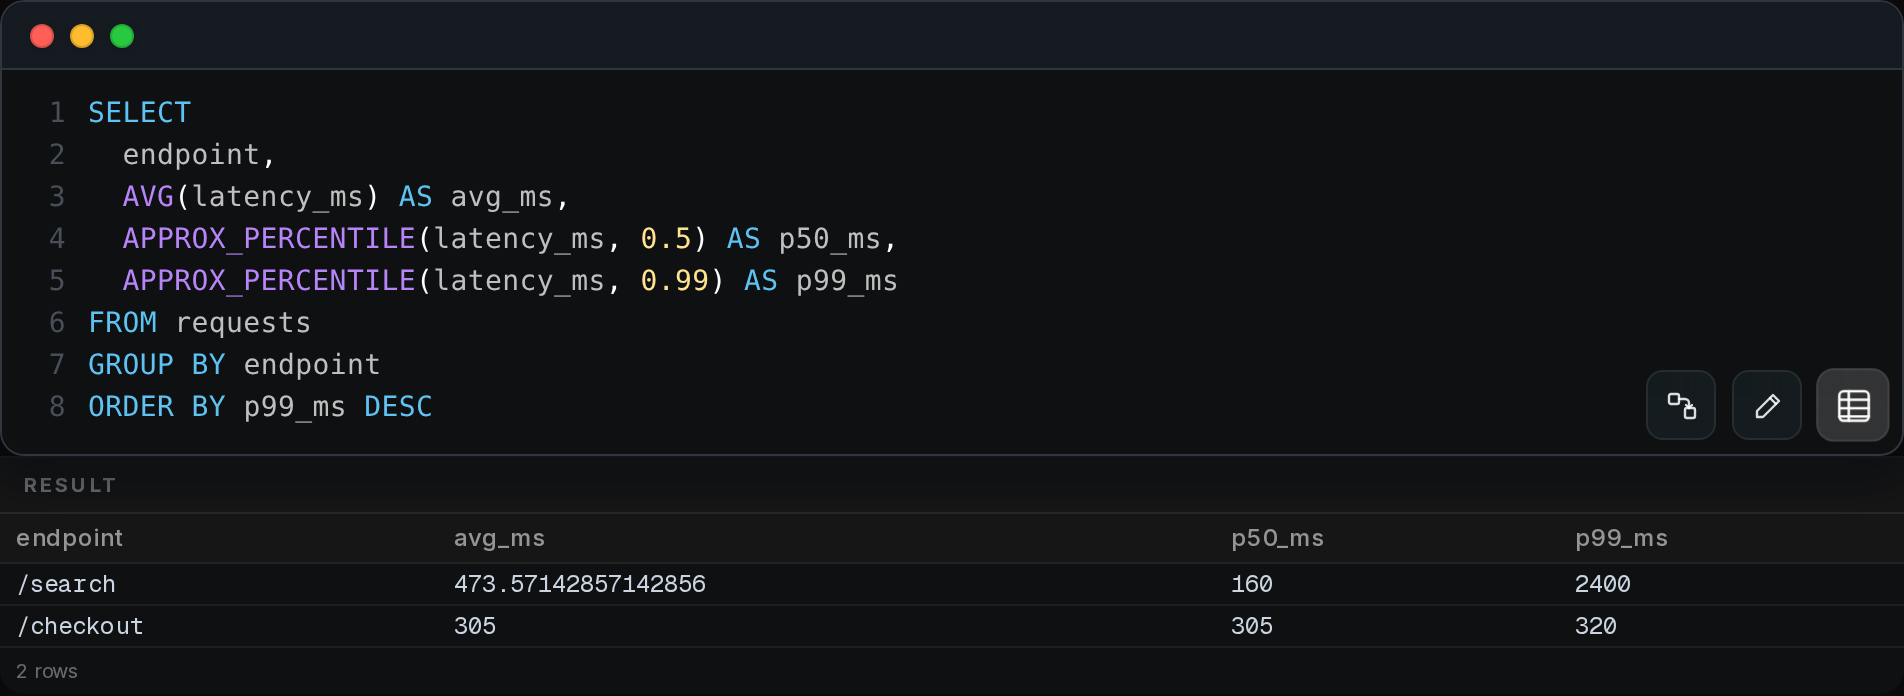 1 SELECT
2   endpoint,
3   AVG(latency_ms) AS avg_ms,
4   APPROX_PERCENTILE(latency_ms, 0.5) AS p50_ms,
5   APPROX_PERCENTILE(latency_ms, 0.99) AS p99_ms
6 FROM requests
7 GROUP BY endpoint
8 ORDER BY p99_ms DESC
RESULT
endpoint avg_ms p50_ms p99_ms
/search 473.57142857142856 160 2400
/checkout 305 305 320
2 rows